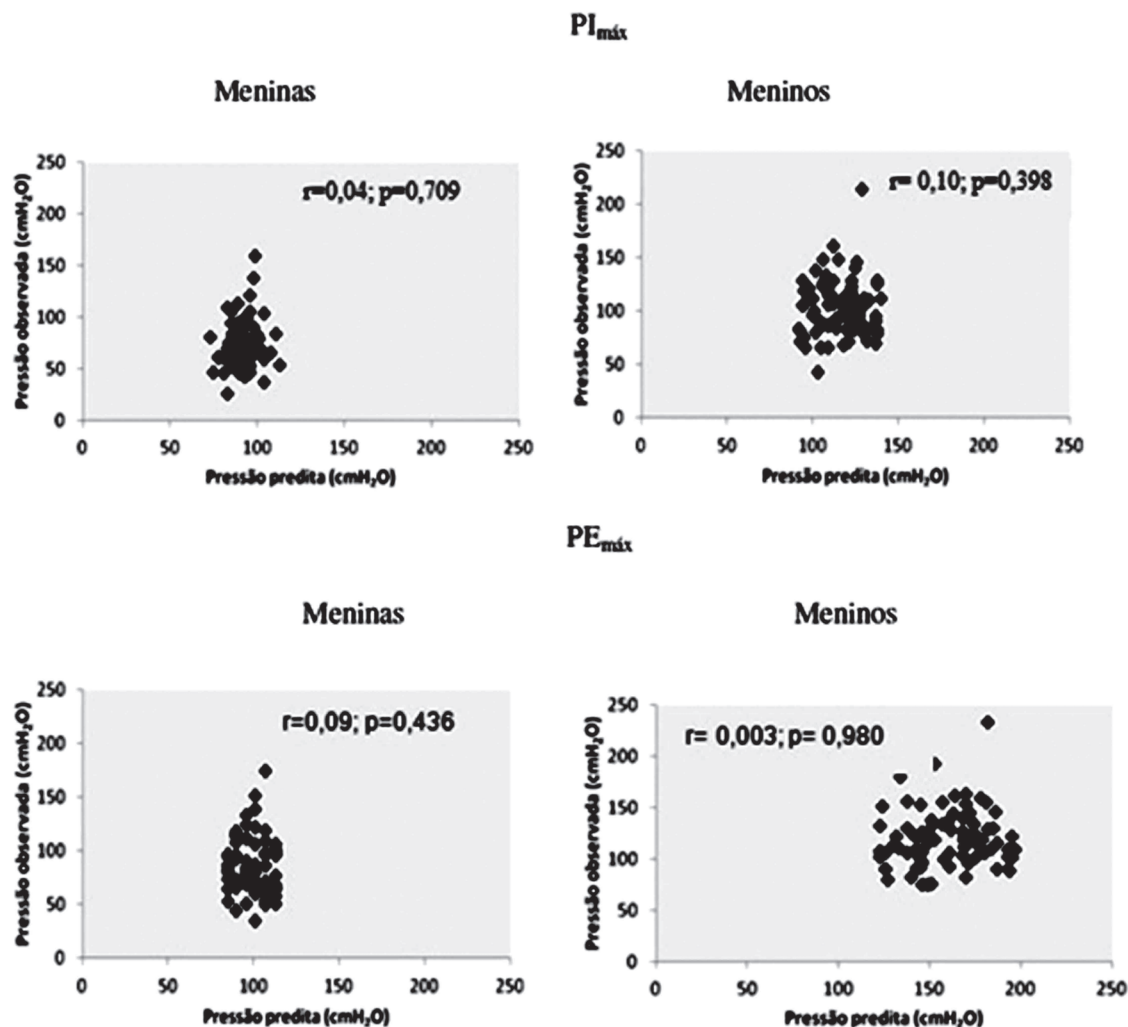 PImáx
Meninas
Meninos
r=0,04; p=0,709
Pressão observada (cmH₂O)
250
200
150
100
50
0
0 50 100 150 200 250
Pressão predita (cmH₂O)
r= 0,10; p=0,398
Pressão observada (cmH₂O)
250
200
150
100
50
0
0 50 100 150 200 250
Pressão predita (cmH₂O)
PEmáx
Meninas
Meninos
r=0,09; p=0,436
Pressão observada (cmH₂O)
250
200
150
100
50
0
0 50 100 150 200 250
Pressão predita (cmH₂O)
r= 0,003; p= 0,980
Pressão observada (cmH₂O)
250
200
150
100
50
0
0 50 100 150 200 250
Pressão predita (cmH₂O)